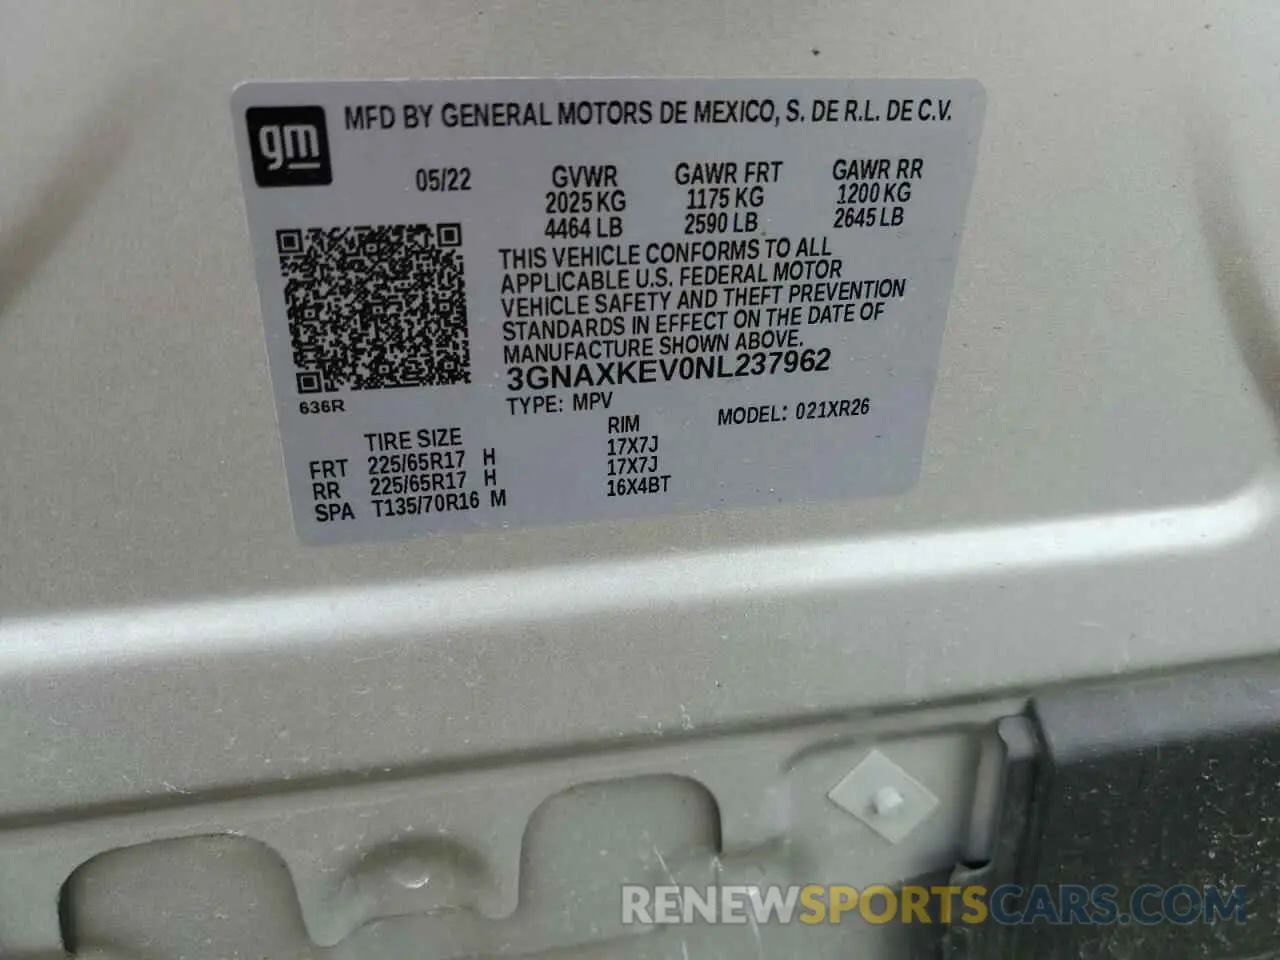 gm
MFD BY GENERAL MOTORS DE MEXICO, S. DE R.L. DE C.V.
05/22
GVWR
2025 KG
4464 LB
GAWR FRT
1175 KG
2590 LB
GAWR RR
1200 KG
2645 LB
THIS VEHICLE CONFORMS TO ALL
APPLICABLE U.S. FEDERAL MOTOR
VEHICLE SAFETY AND THEFT PREVENTION
STANDARDS IN EFFECT ON THE DATE OF
MANUFACTURE SHOWN ABOVE.
3GNAXKEV0NL237962
636R
TYPE: MPV
MODEL: 021XR26
TIRE SIZE RIM
FRT 225/65R17 H 17X7J
RR 225/65R17 H 17X7J
SPA T135/70R16 M 16X4BT
RENEWSPORTSCARS.COM